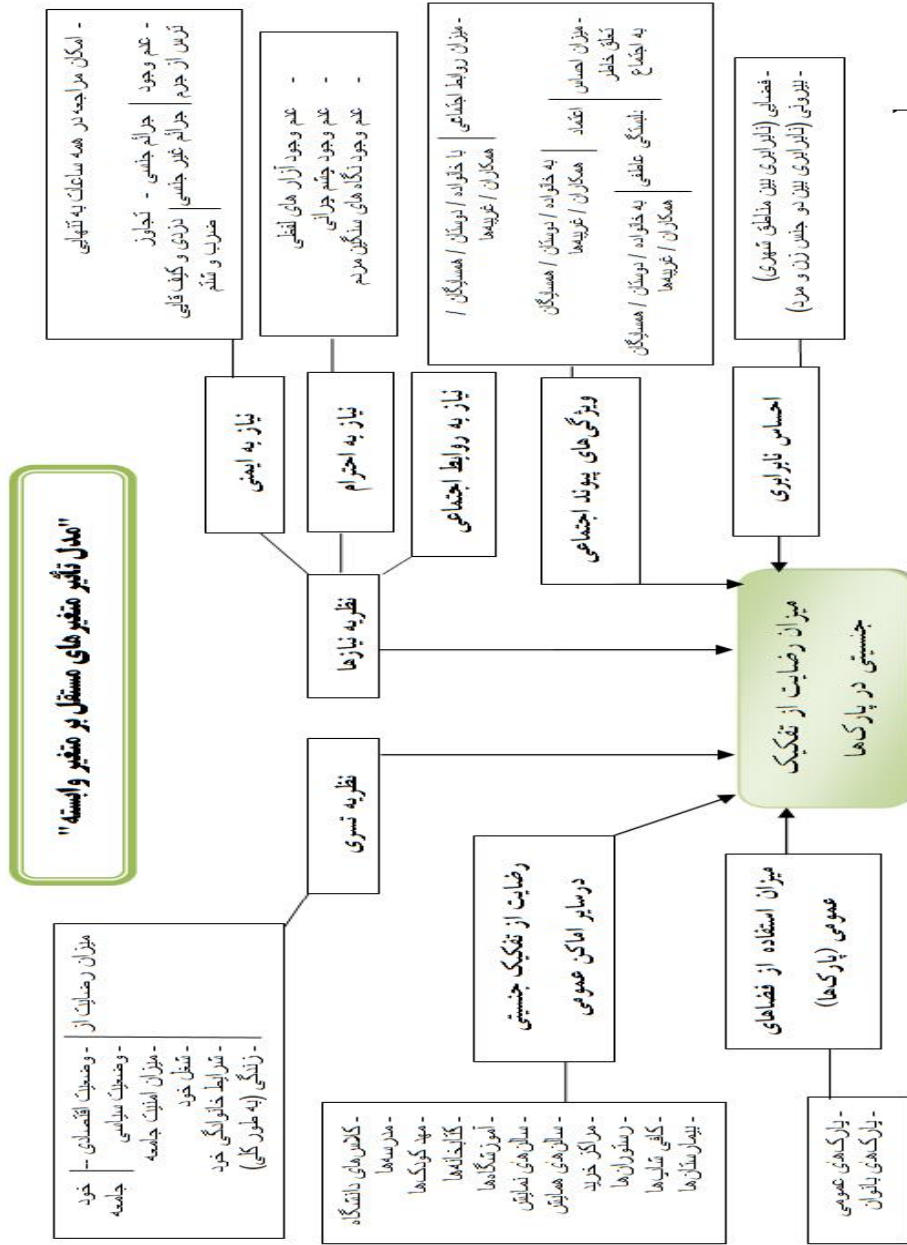 "مدل تأثیر متغیرهای مستقل بر متغیر وابسته"
نظریه نیازها
نیاز به ایمنی
- امکان مراجعه در همه ساعات به تنهایی
- عدم وجود ترس از جرم
جرائم جنسی - تجاوز
جرائم غیر جنسی
دزدی و کیف قاپی
ضرب و شتم
نیاز به احترام
- عدم وجود آزار های لفظی
- عدم وجود چشم چرانی
- عدم وجود نگاه های سنگین مردم
نیاز به روابط اجتماعی
ویژگی‌های پیوند اجتماعی
- میزان روابط اجتماعی
با خانواده / دوستان / همسایگان /
همکاران / غریبه‌ها
- میزان احساس
تعلق خاطر
به اجتماع
اعتماد
به خانواده / دوستان / همسایگان
همکاران / غریبه‌ها
وابستگی عاطفی
به خانواده / دوستان / همسایگان
همکاران / غریبه‌ها
احساس نابرابری
- فضایی (نابرابری بین مناطق شهری)
- بیرونی (نابرابری بین دو جنس زن و مرد)
نظریه تسری
میزان رضایت از
- وضعیت اقتصادی -- خود
- وضعیت سیاسی
جامعه
- میزان امنیت جامعه
- شغل خود
- شرایط خانوادگی خود
- زندگی (به طور کلی)
رضایت از تفکیک جنسیتی
درسایر اماکن عمومی
- کلاس‌های دانشگاه
- مدرسه‌ها
- مهدکودک‌ها
- کتابخانه‌ها
- آموزشگاه‌ها
- سالن‌های نمایش
- سالن‌های همایش
- مراکز خرید
- رستوران‌ها
- کافی شاپ‌ها
- بیمارستان‌ها
میزان استفاده از فضاهای
عمومی (پارک‌ها)
- پارک‌های عمومی
- پارک‌های بانوان
میزان رضایت از تفکیک
جنسیتی در پارک‌ها